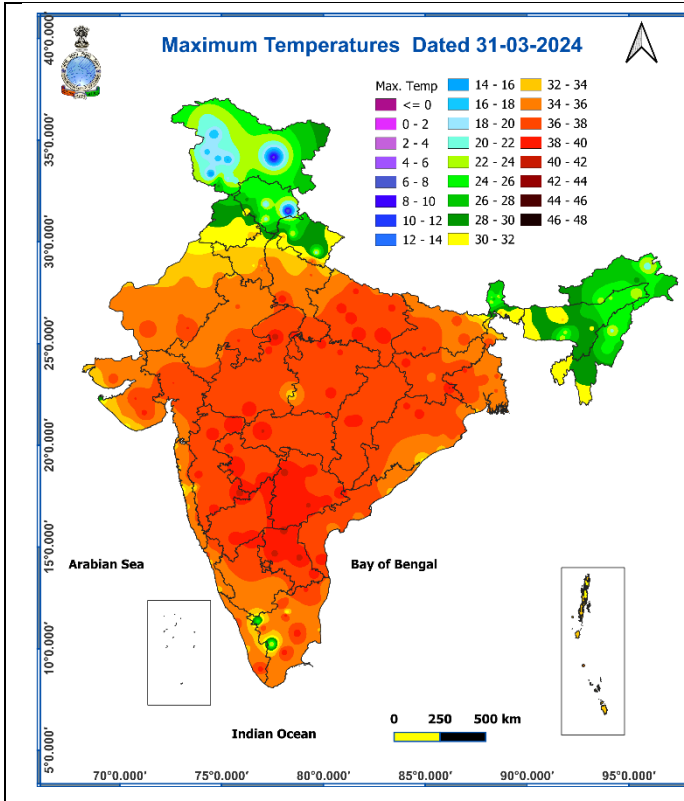 Maximum Temperatures Dated 31-03-2024
Max. Temp
<= 0
0 - 2
2 - 4
4 - 6
6 - 8
8 - 10
10 - 12
12 - 14
14 - 16
16 - 18
18 - 20
20 - 22
22 - 24
24 - 26
26 - 28
28 - 30
30 - 32
32 - 34
34 - 36
36 - 38
38 - 40
40 - 42
42 - 44
44 - 46
46 - 48
40°0.000'
35°0.000'
30°0.000'
25°0.000'
20°0.000'
15°0.000'
10°0.000'
5°0.000'
Arabian Sea
Bay of Bengal
Indian Ocean
0 250 500 km
70°0.000' 75°0.000' 80°0.000' 85°0.000' 90°0.000' 95°0.000'